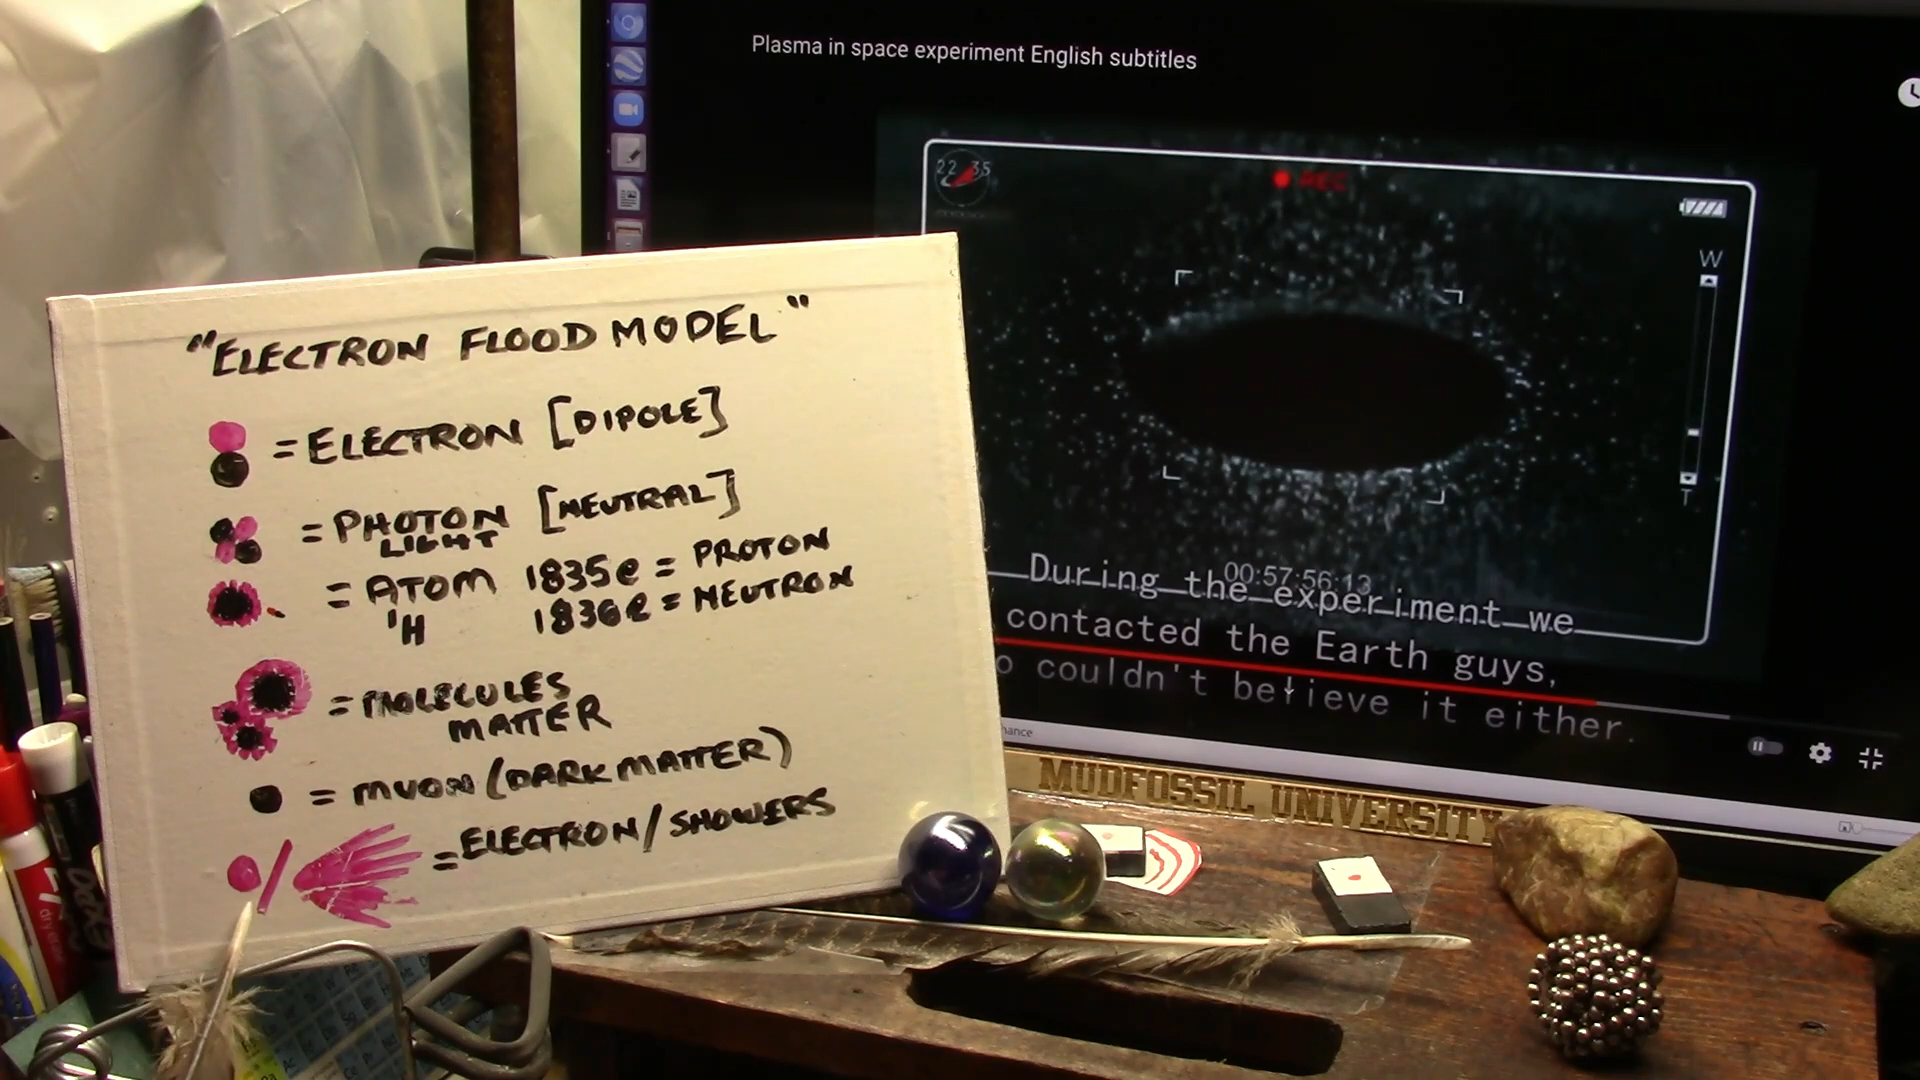 Plasma in space experiment English subtitles
22 35
REC
W
T
00:57:56:13
During the experiment we
contacted the Earth guys,
o couldn't believe it either.
"ELECTRON FLOOD MODEL"
= ELECTRON [DIPOLE]
= PHOTON [NEUTRAL]
LIGHT
= ATOM 1835e = PROTON
1H 1836e = NEUTRON
= MOLECULES
MATTER
= MUON (DARK MATTER)
= ELECTRON / SHOWERS
MUDFOSSIL UNIVERSITY